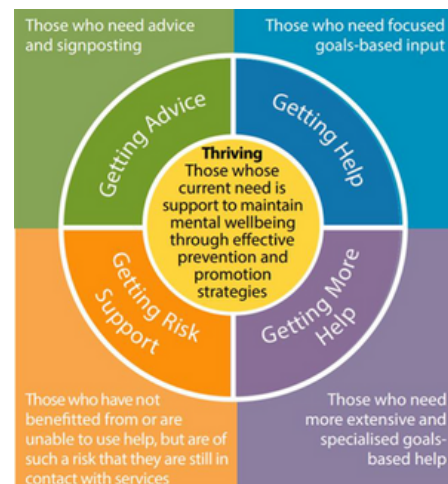 Those who need advice
and signposting
Those who need focused
goals-based input
Getting Advice
Getting Help
Thriving
Those whose
current need is
support to maintain
mental wellbeing
through effective
prevention and
promotion
strategies
Getting Risk
Support
Getting More
Help
Those who have not
benefitted from or are
unable to use help, but are of
such a risk that they are still in
contact with services
Those who need
more extensive and
specialised goals-
based help